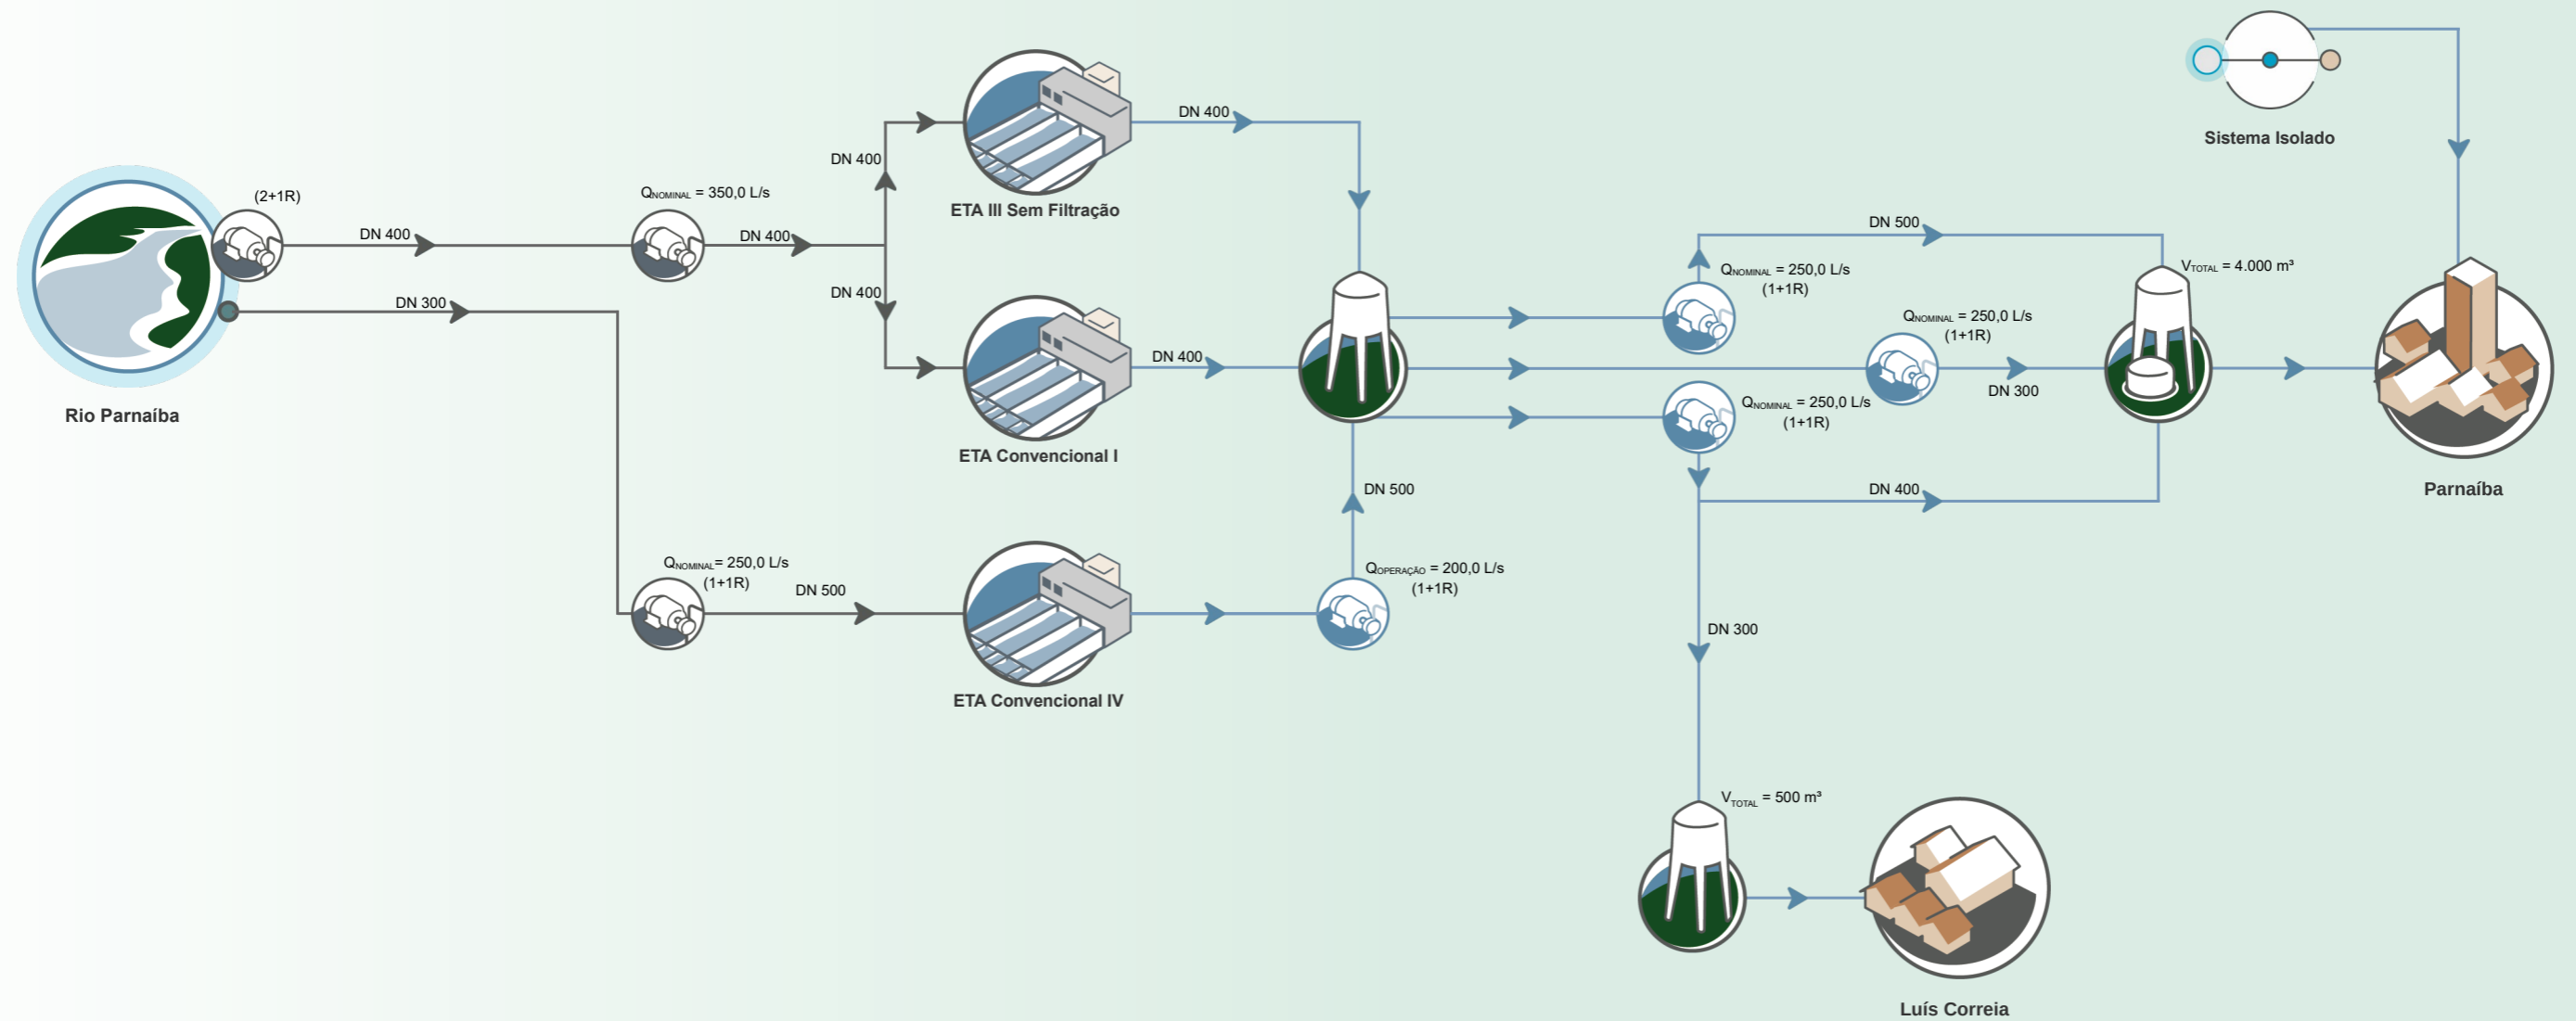 Sistema Isolado
(2+1R)
QNOMINAL = 350,0 L/s
DN 400
DN 400
DN 400
DN 400
DN 300
ETA III Sem Filtração
DN 400
ETA Convencional I
DN 400
Rio Parnaíba
QNOMINAL= 250,0 L/s
(1+1R)
DN 500
ETA Convencional IV
QOPERAÇÃO = 200,0 L/s
(1+1R)
DN 500
DN 500
QNOMINAL = 250,0 L/s
(1+1R)
QNOMINAL = 250,0 L/s
(1+1R)
DN 300
QNOMINAL = 250,0 L/s
(1+1R)
DN 400
VTOTAL = 4.000 m³
Parnaíba
DN 300
VTOTAL = 500 m³
Luís Correia